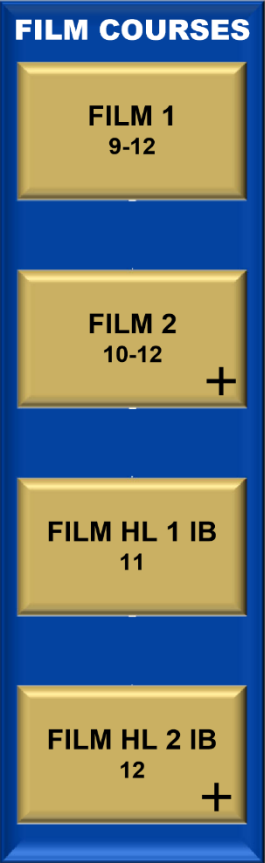 FILM COURSES
FILM 1
9-12
FILM 2
10-12
+
FILM HL 1 IB
11
FILM HL 2 IB
12
+